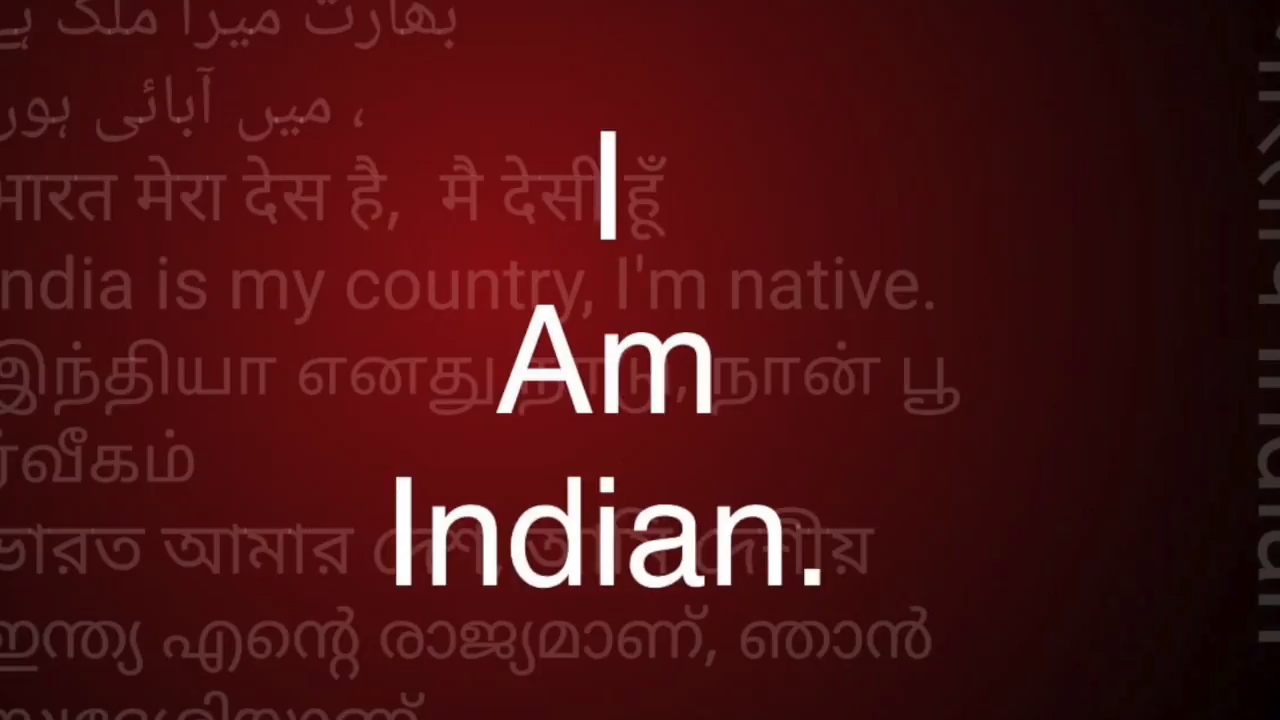 بھارت میرا ملک ہے
میں آبائی ہوں ،
भारत मेरा देस है, मै देसी हूँ
India is my country, I'm native.
இந்தியா எனது நாடு, நான் பூ
ர்வீகம்
ভারত আমার দেশ, আমি দেশীয়
ഇന്ത്യ എന്റെ രാജ്യമാണ്, ഞാൻ
I
Am
Indian.